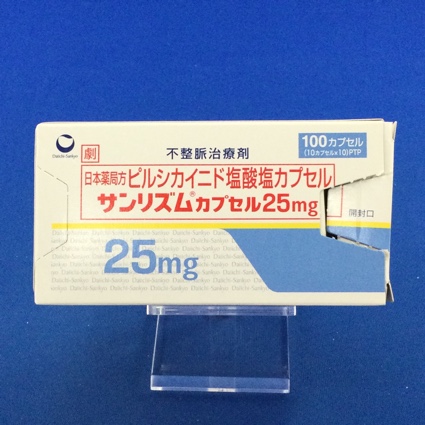 Daiichi-Sankyo
劇
不整脈治療剤
100カプセル
(10カプセル×10)PTP
日本薬局方ピルシカイニド塩酸塩カプセル
サンリズム®カプセル25mg
開封口
25mg